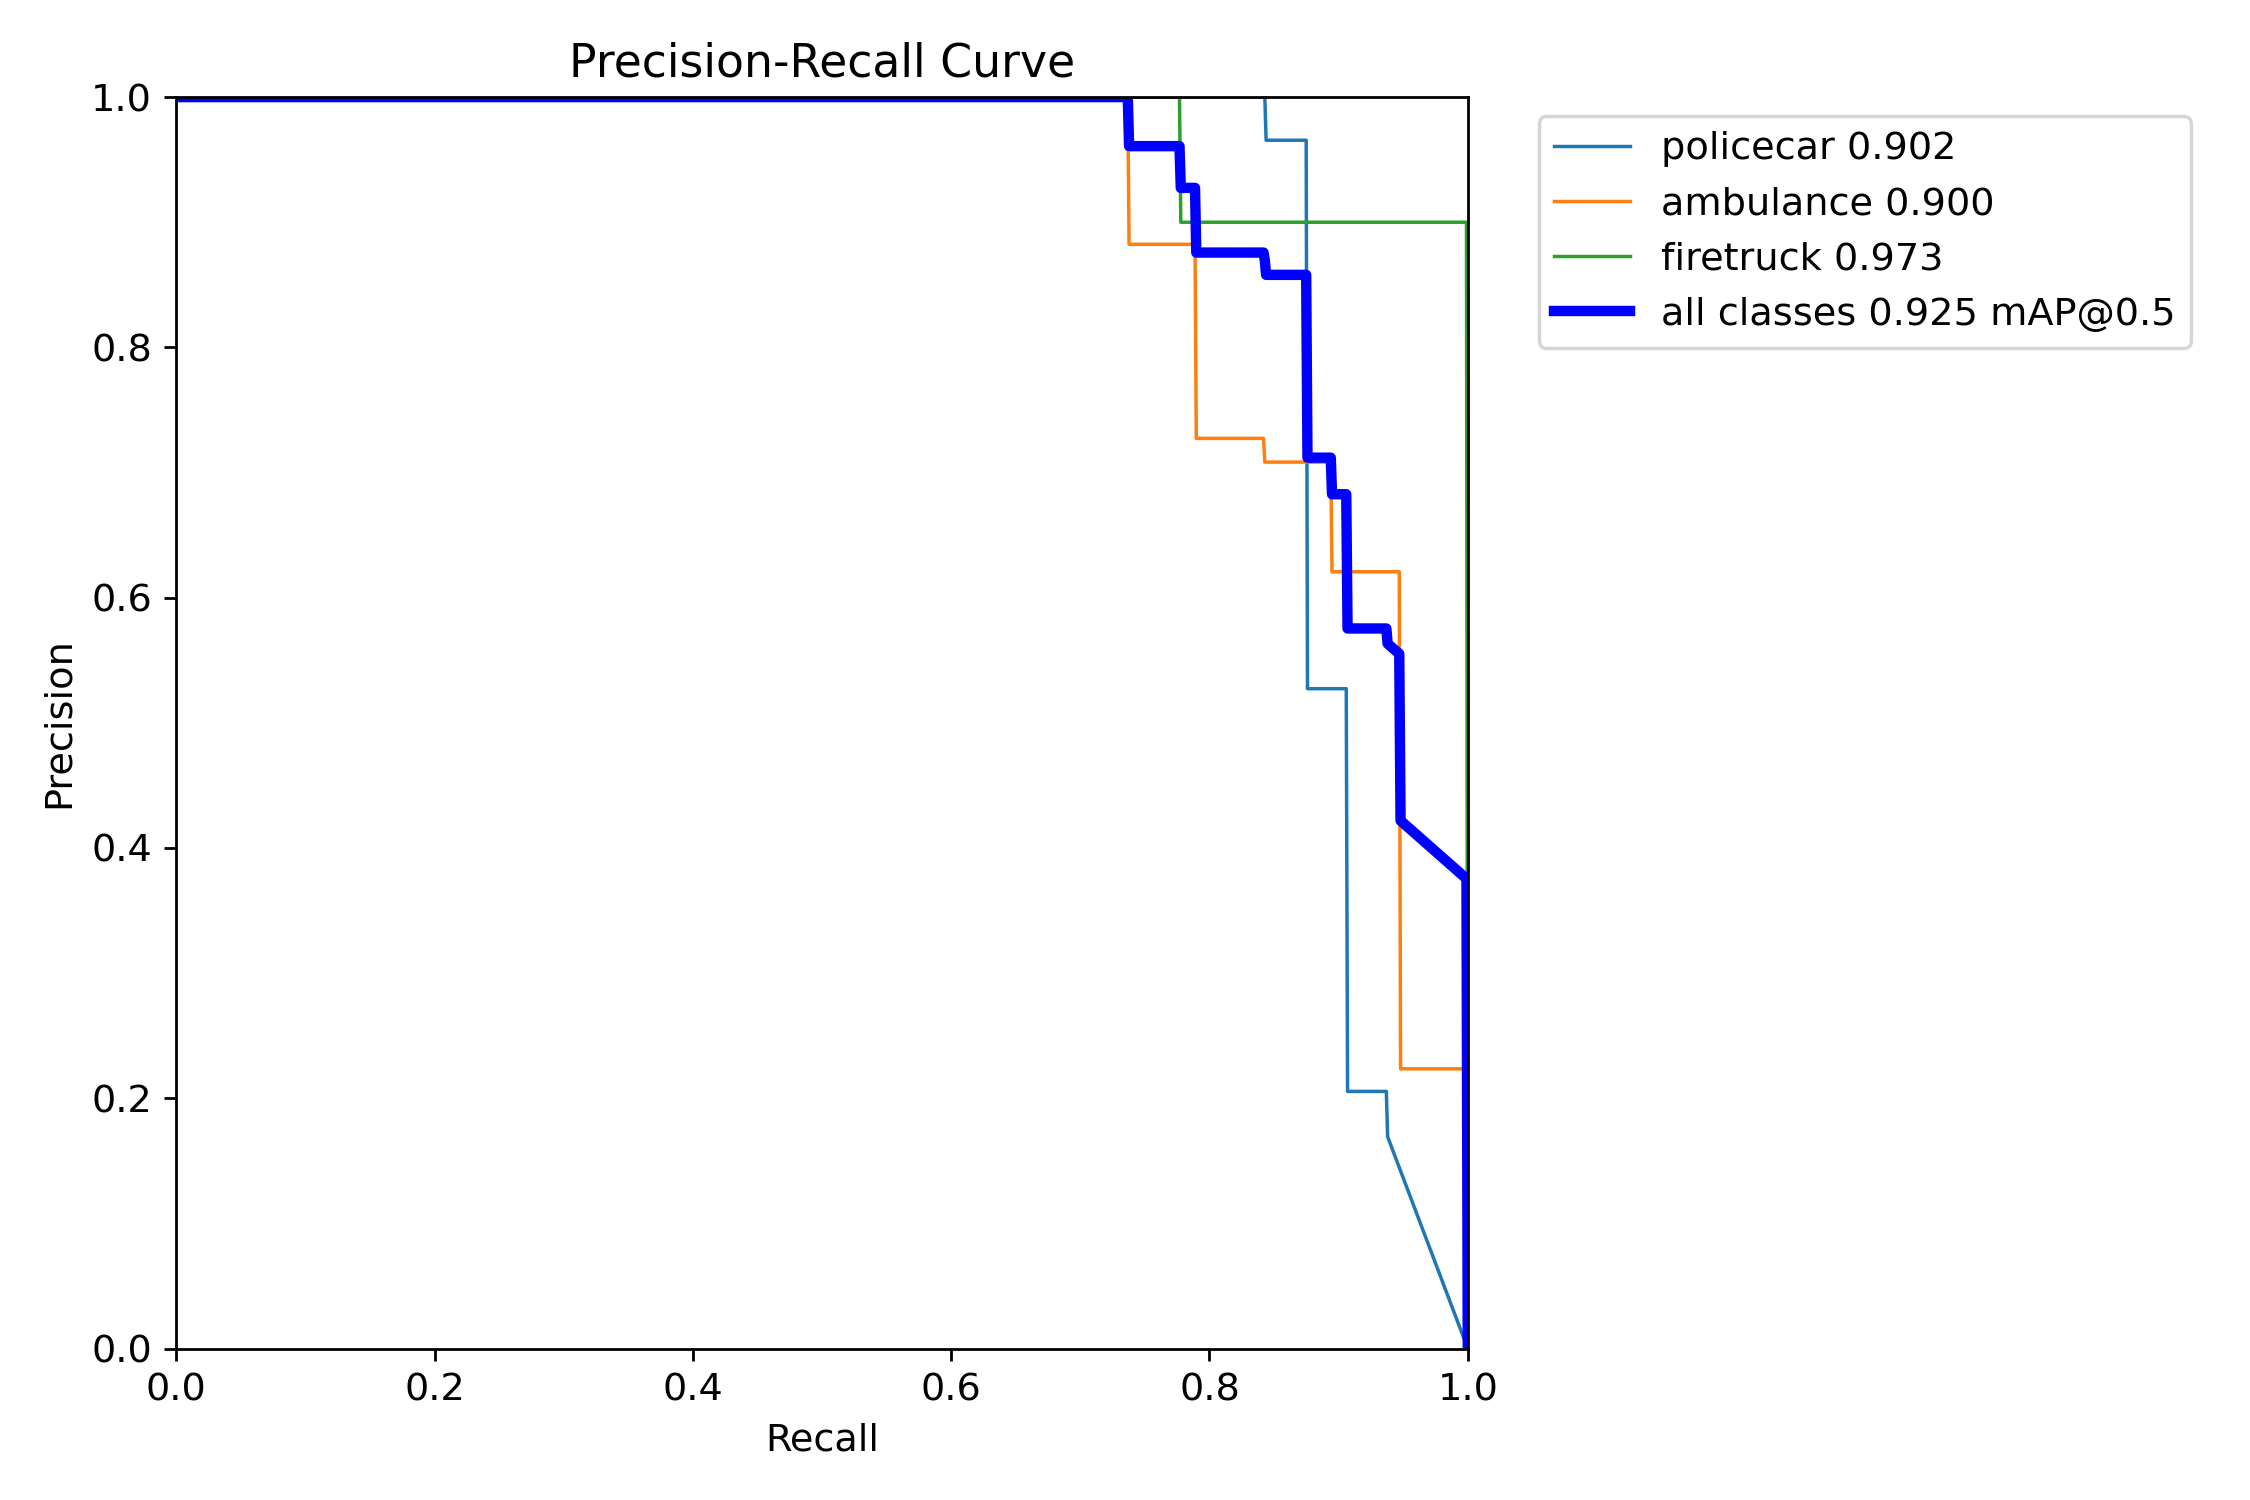 Precision-Recall Curve
policecar 0.902
ambulance 0.900
firetruck 0.973
all classes 0.925 mAP@0.5
Precision
1.0
0.8
0.6
0.4
0.2
0.0
0.0 0.2 0.4 0.6 0.8 1.0
Recall